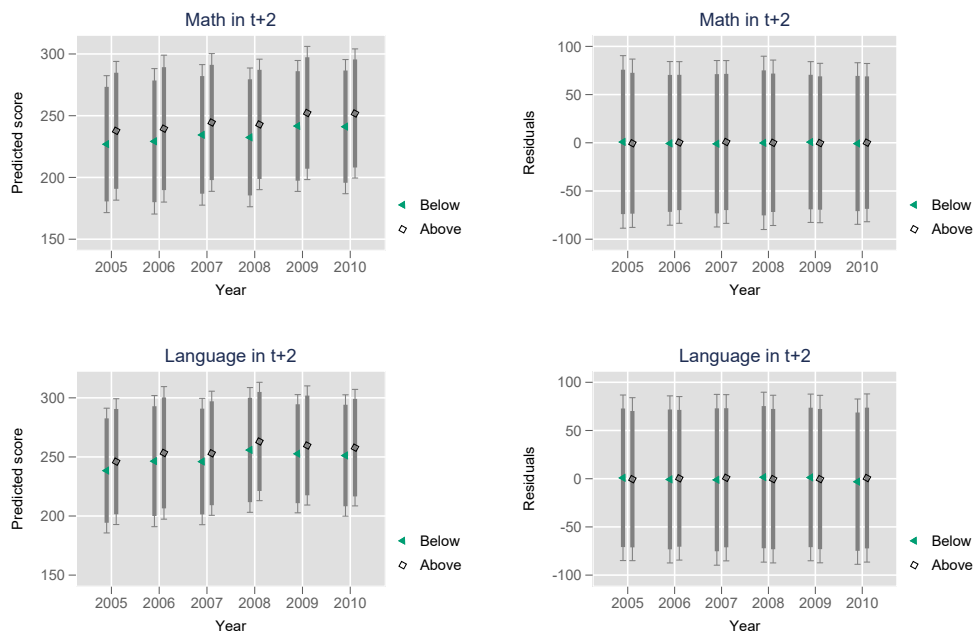 Math in t+2
Predicted score
300
250
200
150
2005 2006 2007 2008 2009 2010
Year
Below
Above
Math in t+2
Residuals
100
50
0
-50
-100
2005 2006 2007 2008 2009 2010
Year
Below
Above
Language in t+2
Predicted score
300
250
200
150
2005 2006 2007 2008 2009 2010
Year
Below
Above
Language in t+2
Residuals
100
50
0
-50
-100
2005 2006 2007 2008 2009 2010
Year
Below
Above